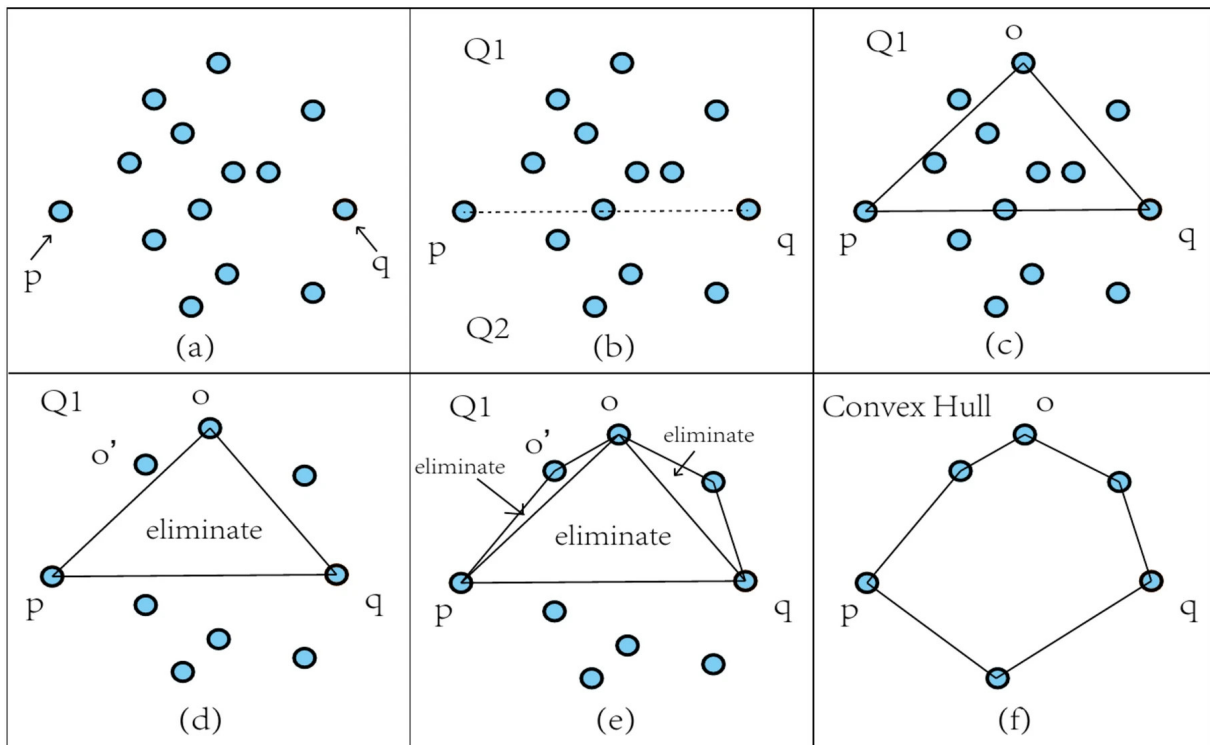 p
q
(a)
Q1
p
q
Q2
(b)
Q1
o
p
q
(c)
Q1
o
o'
eliminate
p
q
(d)
Q1
o
o'
eliminate
eliminate
eliminate
p
q
(e)
Convex Hull
o
p
q
(f)